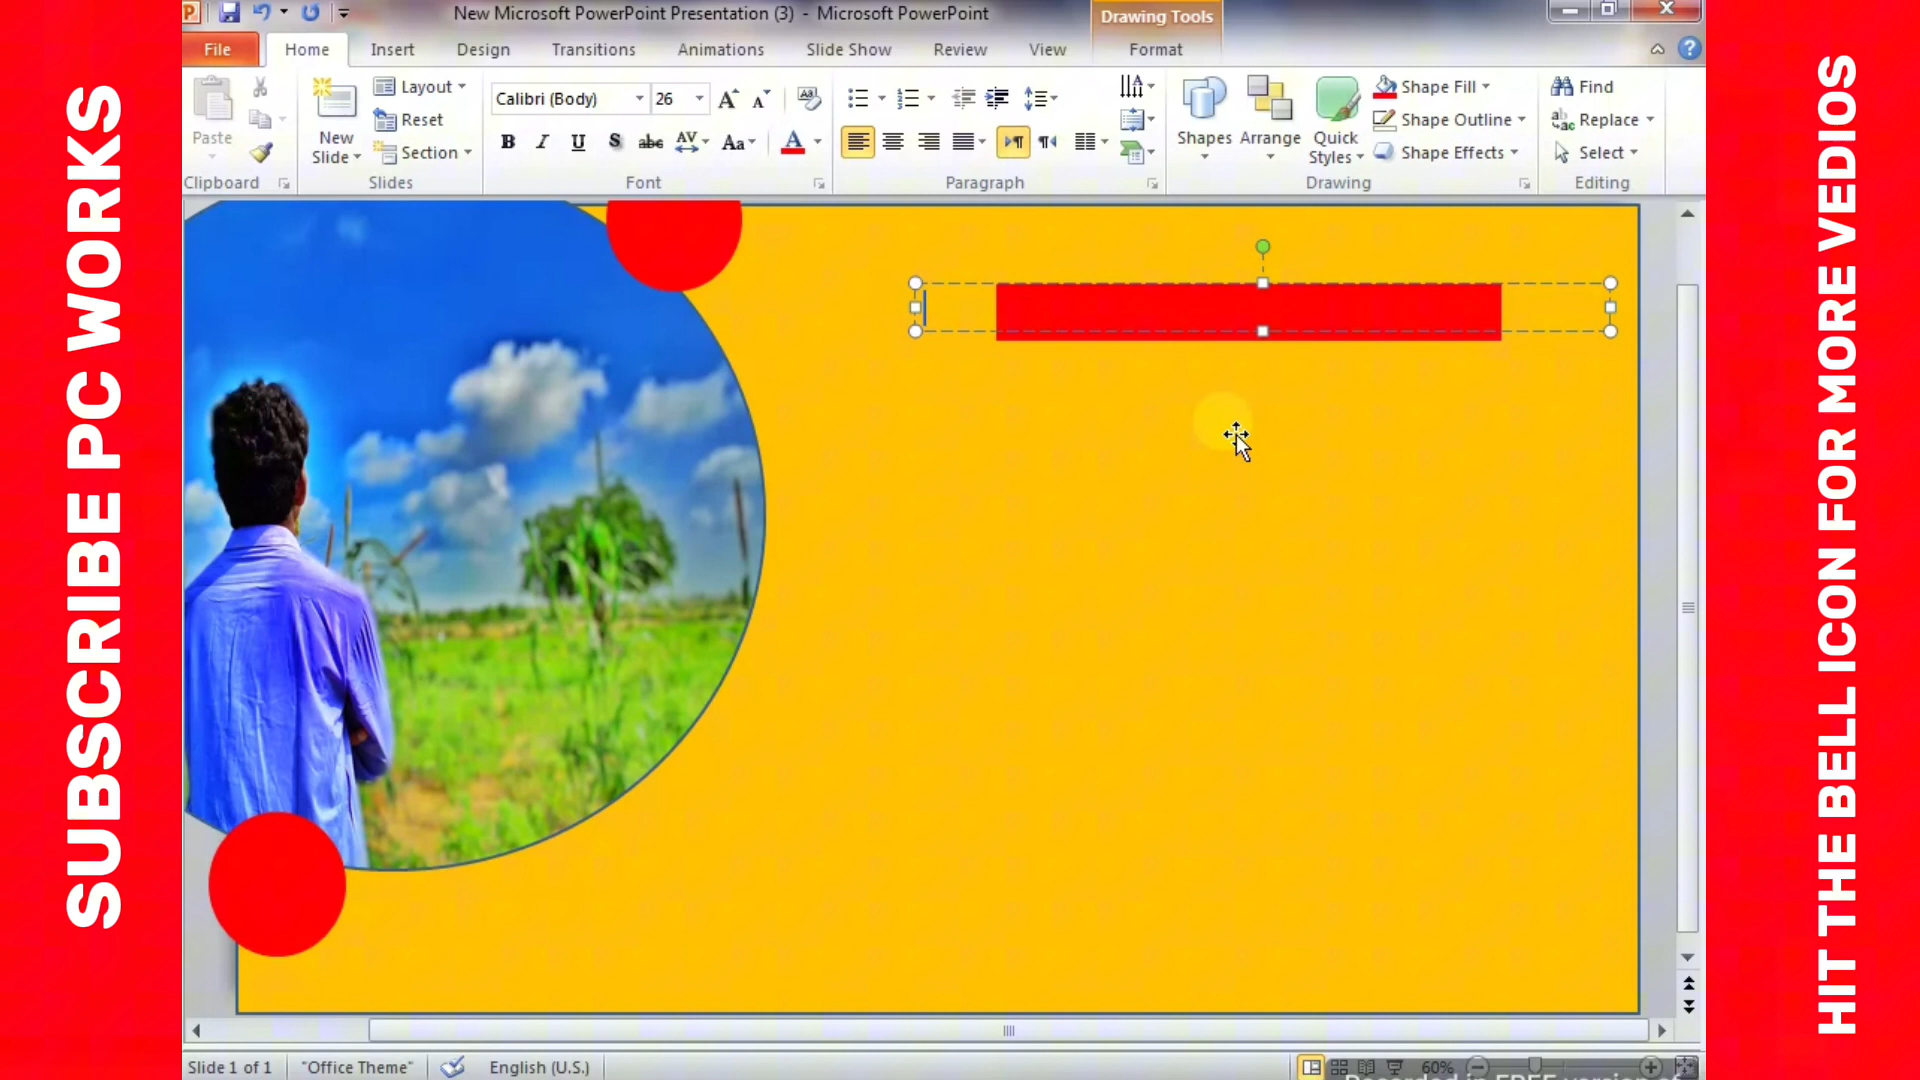 SUBSCRIBE PC WORKS
New Microsoft PowerPoint Presentation (3) - Microsoft PowerPoint
Drawing Tools
File Home Insert Design Transitions Animations Slide Show Review View Format
Paste
Clipboard
New
Slide
Layout
Reset
Section
Slides
Calibri (Body) 26
B I U S abc AV Aa A
Font
Paragraph
Shapes
Arrange
Quick
Styles
Shape Fill
Shape Outline
Shape Effects
Drawing
Find
Replace
Select
Editing
Slide 1 of 1 "Office Theme" English (U.S.) 60%
HIT THE BELL ICON FOR MORE VEDIOS